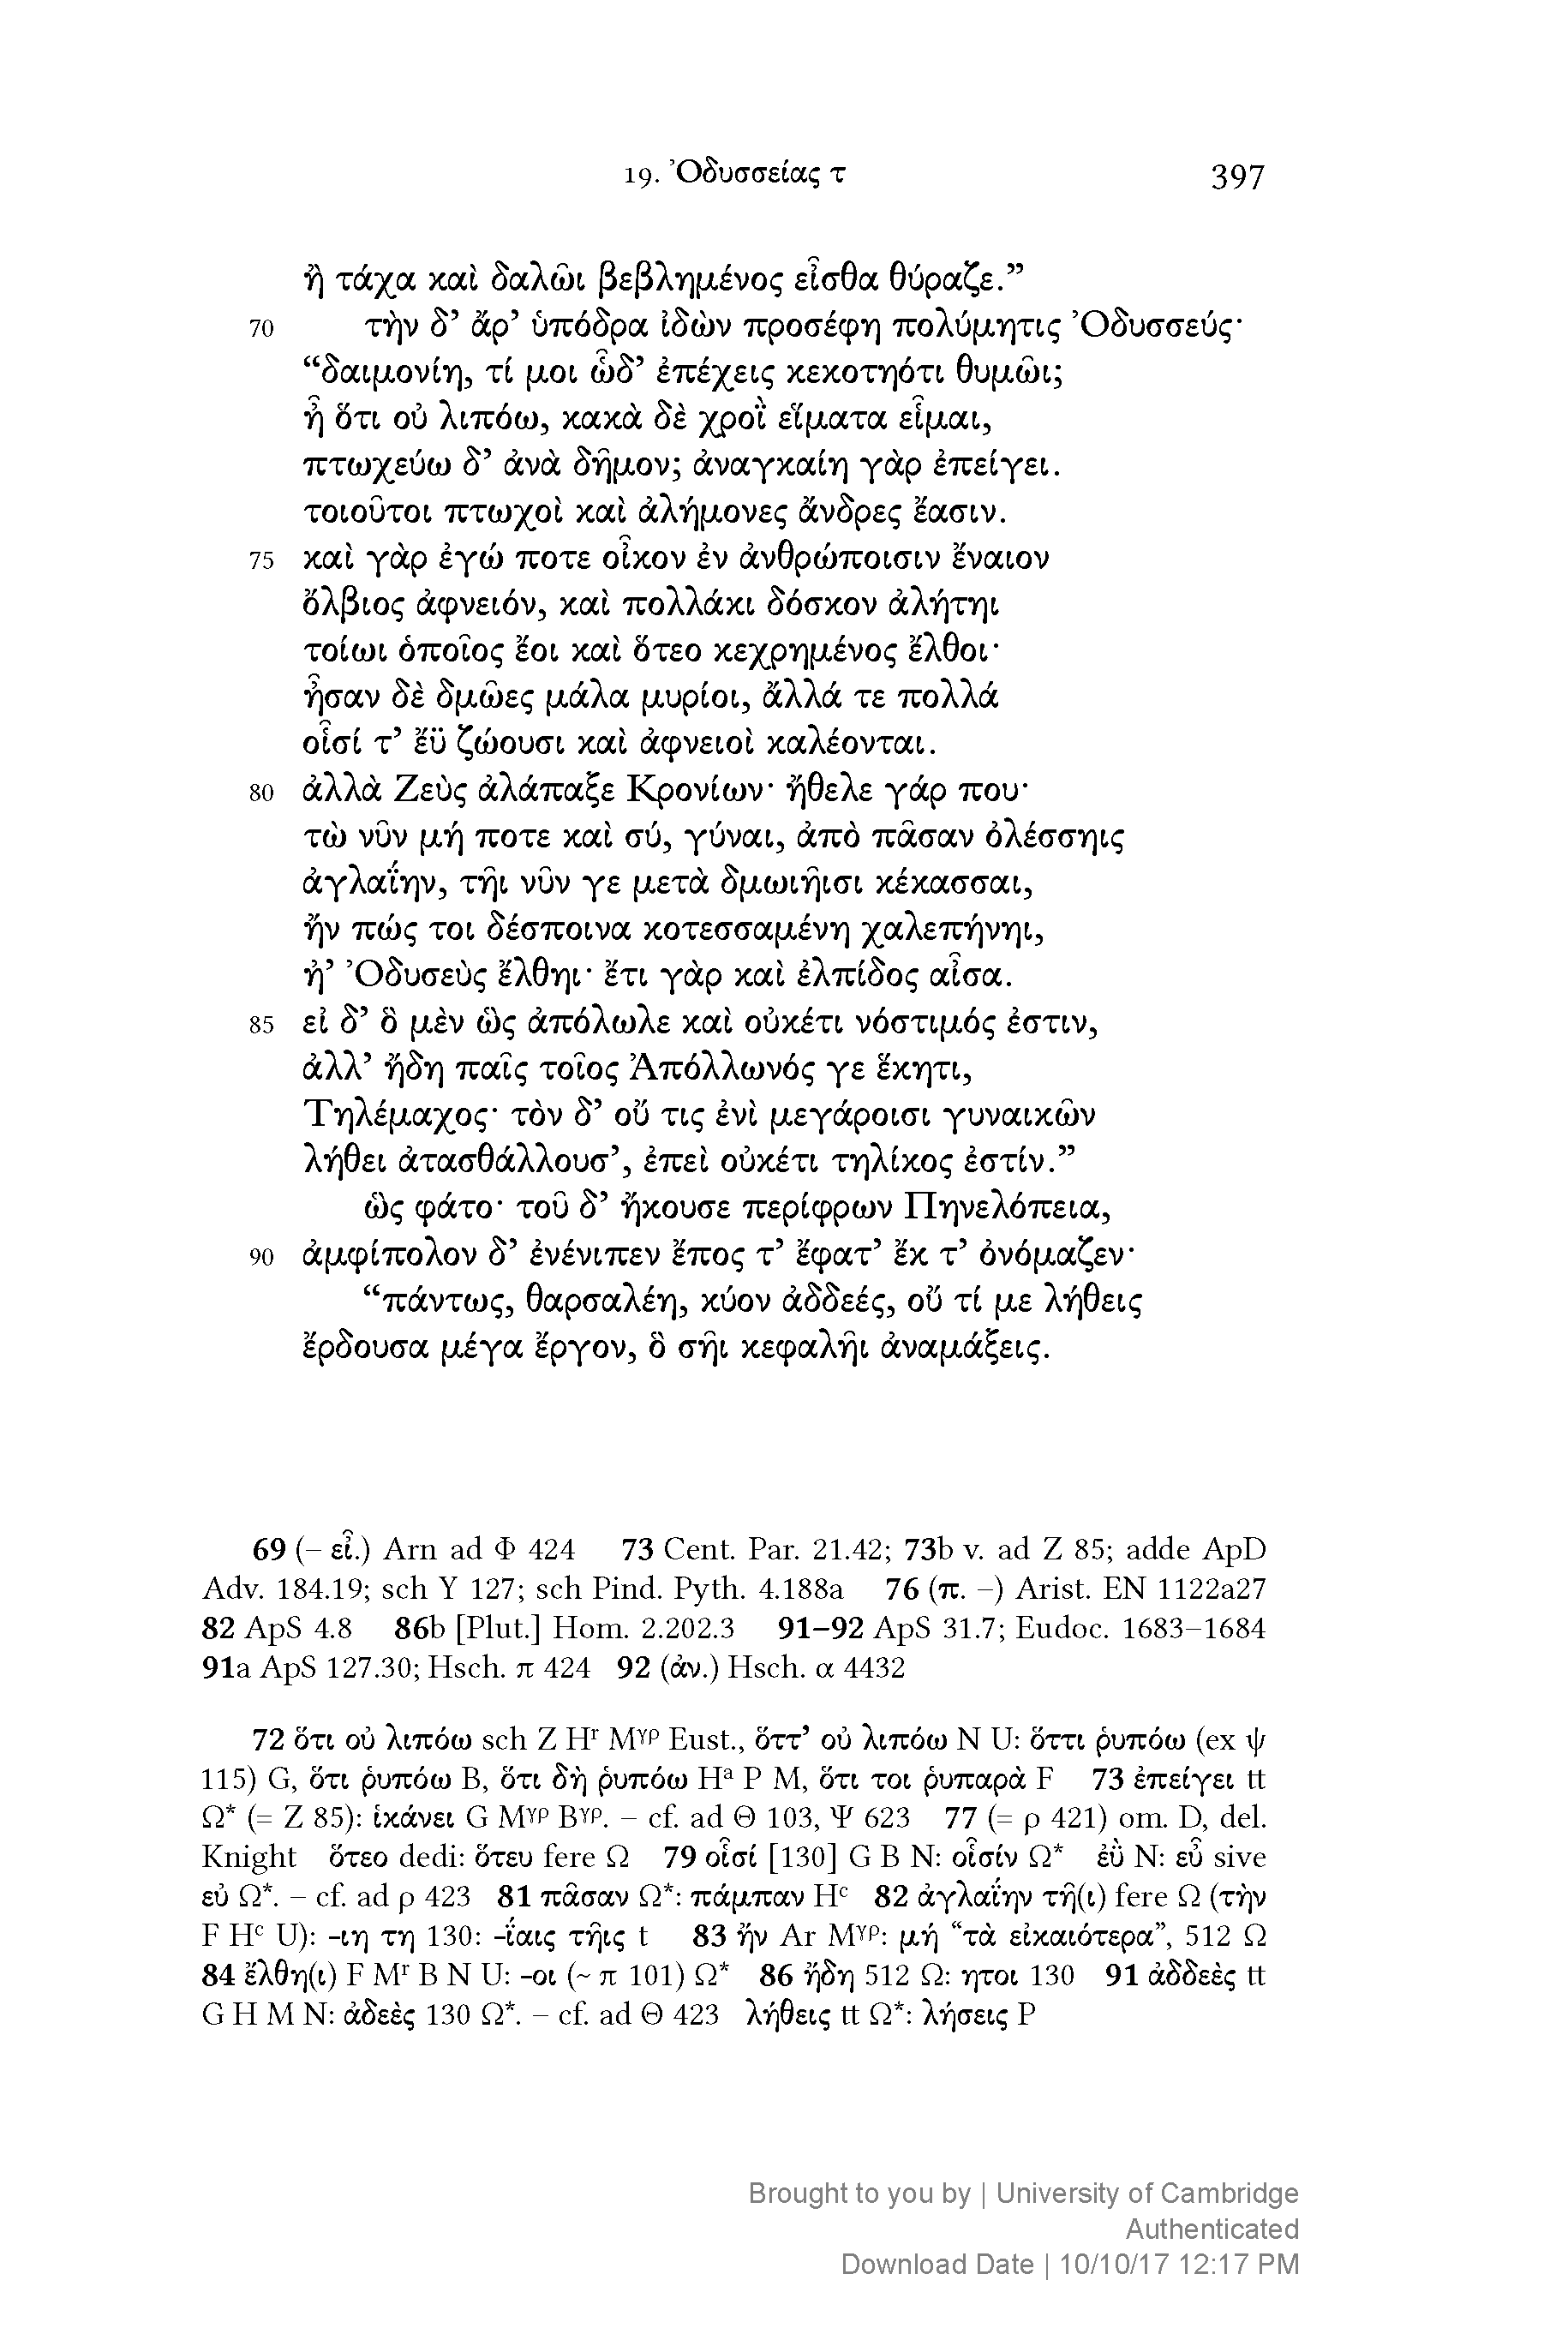 19. Ὀδυσσείας τ 397
ἢ τάχα καὶ δαλῶι βεβλημένος εἶσθα θύραζε.”
70 τὴν δ’ ἄρ’ ὑπόδρα ἰδὼν προσέφη πολύμητις Ὀδυσσεύς·
“δαιμονίη, τί μοι ὧδ’ ἐπέχεις κεκοτηότι θυμῶι;
ἦ ὅτι οὐ λιπόω, κακὰ δὲ χροῒ εἵματα εἷμαι,
πτωχεύω δ’ ἀνὰ δῆμον; ἀναγκαίη γὰρ ἐπείγει.
τοιοῦτοι πτωχοὶ καὶ ἀλήμονες ἄνδρες ἔασιν.
75 καὶ γὰρ ἐγώ ποτε οἶκον ἐν ἀνθρώποισιν ἔναιον
ὄλβιος ἀφνειόν, καὶ πολλάκι δόσκον ἀλήτηι
τοίωι ὁποῖος ἔοι καὶ ὅτεο κεχρημένος ἔλθοι·
ἦσαν δὲ δμῶες μάλα μυρίοι, ἄλλά τε πολλά
οἷσί τ’ ἔϋ ζώουσι καὶ ἀφνειοὶ καλέονται.
80 ἀλλὰ Ζεὺς ἀλάπαξε Κρονίων· ἤθελε γάρ που·
τὼ νῦν μή ποτε καὶ σύ, γύναι, ἀπὸ πᾶσαν ὀλέσσηις
ἀγλαΐην, τῆι νῦν γε μετὰ δμωιῆισι κέκασσαι,
ἤν πώς τοι δέσποινα κοτεσσαμένη χαλεπήνηι,
ἢ’ Ὀδυσεὺς ἔλθηι· ἔτι γὰρ καὶ ἐλπίδος αἶσα.
85 εἰ δ’ ὃ μὲν ὣς ἀπόλωλε καὶ οὐκέτι νόστιμός ἐστιν,
ἀλλ’ ἤδη παῖς τοῖος Ἀπόλλωνός γε ἕκητι,
Τηλέμαχος· τὸν δ’ οὔ τις ἐνὶ μεγάροισι γυναικῶν
λήθει ἀτασθάλλουσ’, ἐπεὶ οὐκέτι τηλίκος ἐστίν.”
ὣς φάτο· τοῦ δ’ ἤκουσε περίφρων Πηνελόπεια,
90 ἀμφίπολον δ’ ἐνένιπεν ἔπος τ’ ἔφατ’ ἔκ τ’ ὀνόμαζεν·
“πάντως, θαρσαλέη, κύον ἀδδεές, οὔ τί με λήθεις
ἔρδουσα μέγα ἔργον, ὃ σῆι κεφαλῆι ἀναμάξεις.
69 (– εἶ.) Arn ad Φ 424 73 Cent. Par. 21.42; 73b v. ad Z 85; adde ApD
Adv. 184.19; sch Υ 127; sch Pind. Pyth. 4.188a 76 (π. –) Arist. EN 1122a27
82 ApS 4.8 86b [Plut.] Hom. 2.202.3 91–92 ApS 31.7; Eudoc. 1683–1684
91a ApS 127.30; Hsch. π 424 92 (ἀν.) Hsch. α 4432
72 ὅτι οὐ λιπόω sch Z Hʳ Mᵞᵖ Eust., ὅττ’ οὐ λιπόω N U: ὅττι ῥυπόω (ex ψ
115) G, ὅτι ῥυπόω B, ὅτι δὴ ῥυπόω Hᵃ P M, ὅτι τοι ῥυπαρὰ F 73 ἐπείγει tt
Ω* (= Z 85): ἱκάνει G Mᵞᵖ Bᵞᵖ. – cf. ad Θ 103, Ψ 623 77 (= ρ 421) om. D, del.
Knight ὅτεο dedi: ὅτευ fere Ω 79 οἷσί [130] G B N: οἷσίν Ω* ἐῢ N: εὖ sive
εὐ Ω*. – cf. ad ρ 423 81 πᾶσαν Ω*: πάμπαν Hᶜ 82 ἀγλαΐην τῆ(ι) fere Ω (τὴν
F Hᶜ U): -ιη τη 130: -ΐαις τῆις t 83 ἤν Ar Mᵞᵖ: μή “τὰ εἰκαιότερα”, 512 Ω
84 ἔλθη(ι) F Mʳ B N U: -οι (~ π 101) Ω* 86 ἤδη 512 Ω: ητοι 130 91 ἀδδεὲς tt
G H M N: ἀδεὲς 130 Ω*. – cf. ad Θ 423 λήθεις tt Ω*: λήσεις P
Brought to you by | University of Cambridge
Authenticated
Download Date | 10/10/17 12:17 PM